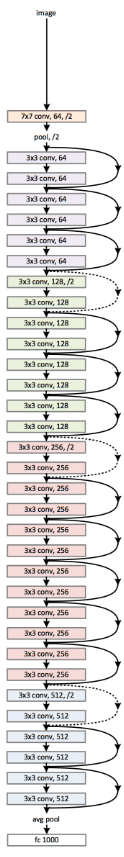 image
7x7 conv, 64, /2
pool, /2
3x3 conv, 64
3x3 conv, 64
3x3 conv, 64
3x3 conv, 64
3x3 conv, 64
3x3 conv, 64
3x3 conv, 128, /2
3x3 conv, 128
3x3 conv, 128
3x3 conv, 128
3x3 conv, 128
3x3 conv, 128
3x3 conv, 128
3x3 conv, 128
3x3 conv, 256, /2
3x3 conv, 256
3x3 conv, 256
3x3 conv, 256
3x3 conv, 256
3x3 conv, 256
3x3 conv, 256
3x3 conv, 256
3x3 conv, 256
3x3 conv, 256
3x3 conv, 256
3x3 conv, 256
3x3 conv, 512, /2
3x3 conv, 512
3x3 conv, 512
3x3 conv, 512
3x3 conv, 512
3x3 conv, 512
avg pool
fc 1000